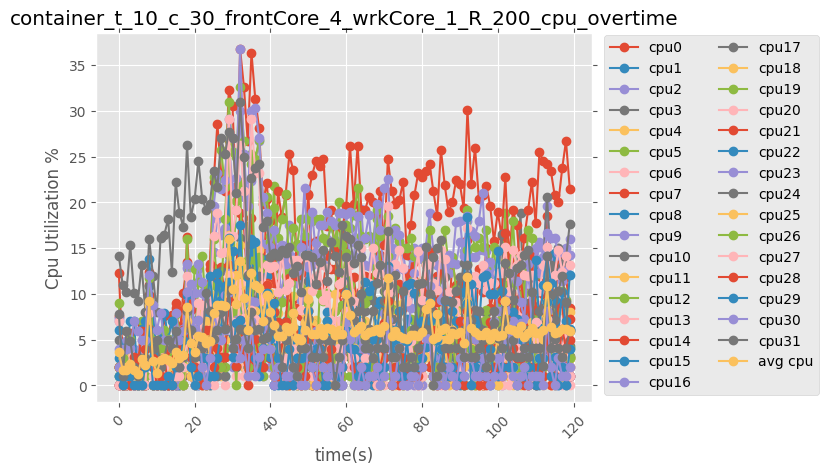 container_t_10_c_30_frontCore_4_wrkCore_1_R_200_cpu_overtime
Cpu Utilization %
35
30
25
20
15
10
5
0
0
20
40
60
80
100
120
time(s)
cpu0
cpu1
cpu2
cpu3
cpu4
cpu5
cpu6
cpu7
cpu8
cpu9
cpu10
cpu11
cpu12
cpu13
cpu14
cpu15
cpu16
cpu17
cpu18
cpu19
cpu20
cpu21
cpu22
cpu23
cpu24
cpu25
cpu26
cpu27
cpu28
cpu29
cpu30
cpu31
avg cpu